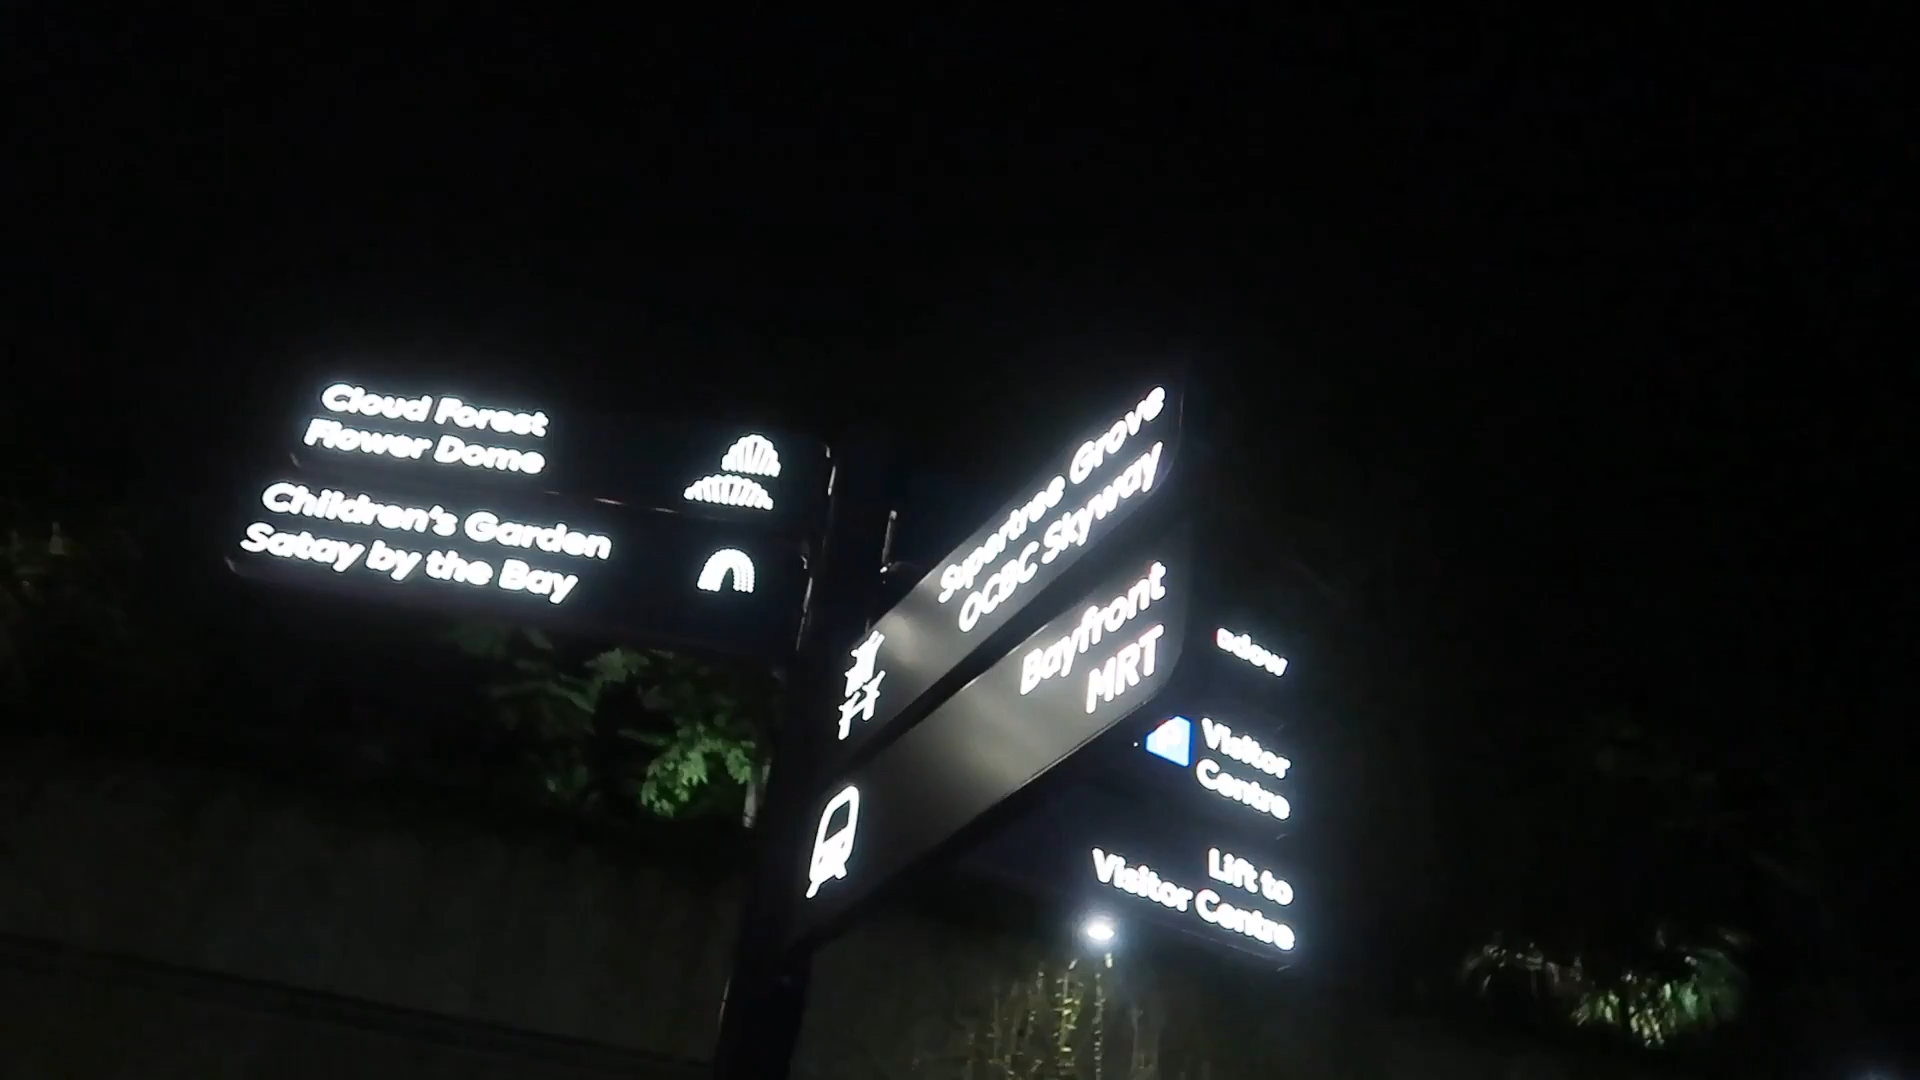 Cloud Forest
Flower Dome
Children's Garden
Satay by the Bay
Supertree Grove
OCBC Skyway
Bayfront
MRT
adow
Visitor
Centre
Lift to
Visitor Centre